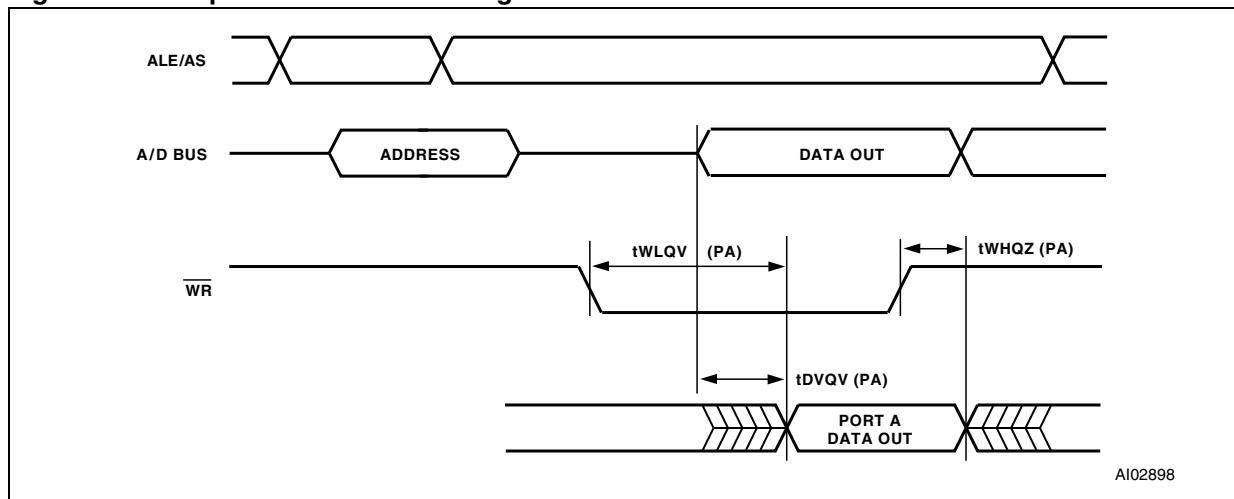 ALE/AS
A/D BUS
ADDRESS
DATA OUT
tWLQV (PA)
tWHQZ (PA)
WR
tDVQV (PA)
PORT A
DATA OUT
AI02898